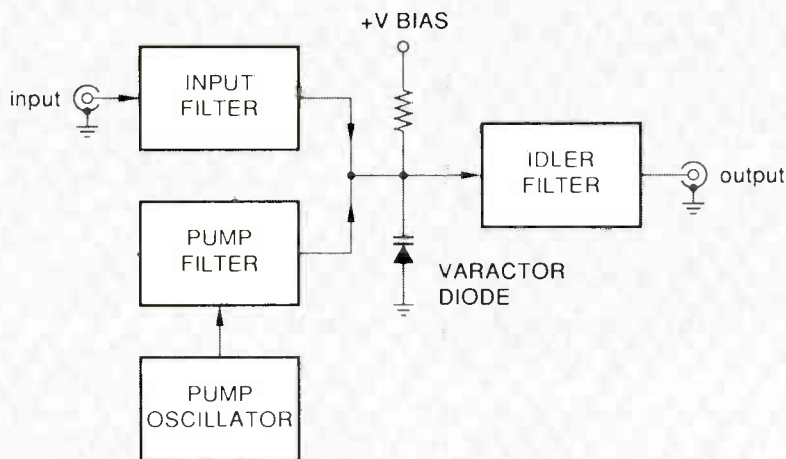 +V BIAS
input
INPUT
FILTER
IDLER
FILTER
output
PUMP
FILTER
VARACTOR
DIODE
PUMP
OSCILLATOR